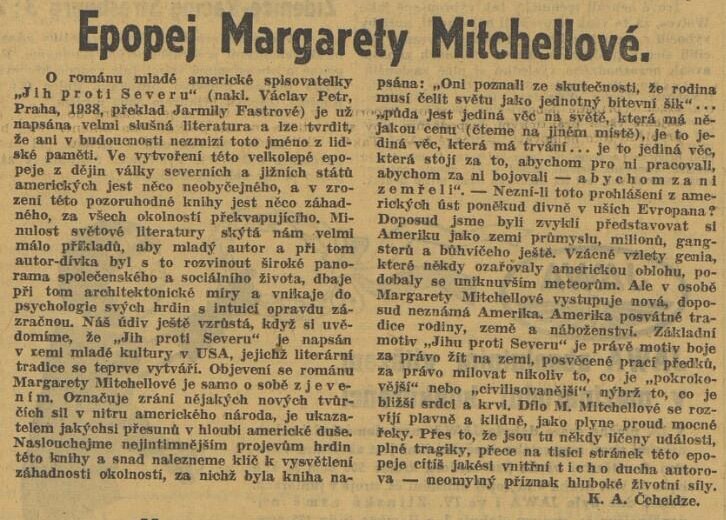 Epopej Margarety Mitchellové.
O románu mladé americké spisovatelky
„Jih proti Severu“ (nakl. Václav Petr,
Praha, 1938, překlad Jarmily Fastrové) je už
napsána velmi slušná literatura a lze tvrdit,
že ani v budoucnosti nezmizí toto jméno z lid-
ské paměti. Ve vytvoření této velkolepé epo-
peje z dějin války severních a jižních států
amerických jest něco neobyčejného, a v zro-
zení této pozoruhodné knihy jest něco záhad-
ného, za všech okolností překvapujícího. Mi-
nulost světové literatury skýtá nám velmi
málo příkladů, aby mladý autor a při tom
autor-dívka byl s to rozvinout široké pano-
rama společenského a sociálního života, dbaje
při tom architektonické míry a vnikaje do
psychologie svých hrdin s intuicí opravdu zá-
zračnou. Náš údiv ještě vzrůstá, když si uvě-
domíme, že „Jih proti Severu“ je napsán
v zemi mladé kultury v USA, jejichž literární
tradice se teprve vytváří. Objevení se románu
Margarety Mitchellové je samo o sobě zjeve-
ním. Označuje zrání nějakých nových tvůr-
čích sil v nitru amerického národa, je ukaza-
telem jakýchsi přesunů v hloubi americké duše.
Naslouchejme nejintimnějším projevům hrdin
této knihy a snad nalezneme klíč k vysvětlení
záhadnosti okolností, za nichž byla kniha na-
psána: „Oni poznali ze skutečnosti, že rodina
musí čelit světu jako jednotný bitevní šik“...
„půda jest jediná věc na světě, která má ně-
jakou cenu (čteme na jiném místě), je to je-
diná věc, která má trvání... je to jediná věc,
která stojí za to, abychom pro ni pracovali,
abychom za ni bojovali — abychom za ni
zemřeli“. — Nezní-li toto prohlášení z ame-
rických úst poněkud divně v uších Evropana?
Doposud jsme byli zvyklí představovat si
Ameriku jako zemi průmyslu, milionů, gang-
sterů a bůhvíčeho ještě. Vzácné vzlety genia,
které někdy ozařovaly americkou oblohu, po-
dobaly se uniknuvším meteorům. Ale v osobě
Margarety Mitchellové vystupuje nová, dopo-
sud neznámá Amerika. Amerika posvátné tra-
dice rodiny, země a náboženství. Základní
motiv „Jihu proti Severu“ je právě motiv boje
za právo žít na zemi, posvěcené prací předků,
za právo milovat nikoliv to, co je „pokroko-
vější“ nebo „civilisovanější“, nýbrž to, co je
bližší srdci a krvi. Dílo M. Mitchellové se roz-
víjí plavně a klidně, jako plyne proud mocné
řeky. Přes to, že jsou tu někdy líčeny události,
plné tragiky, přece na tisíci stránek této epo-
peje cítíš jakési vnitřní ticho ducha autoro-
va — neomylný příznak hluboké životní síly.
K. A. Čcheidze.